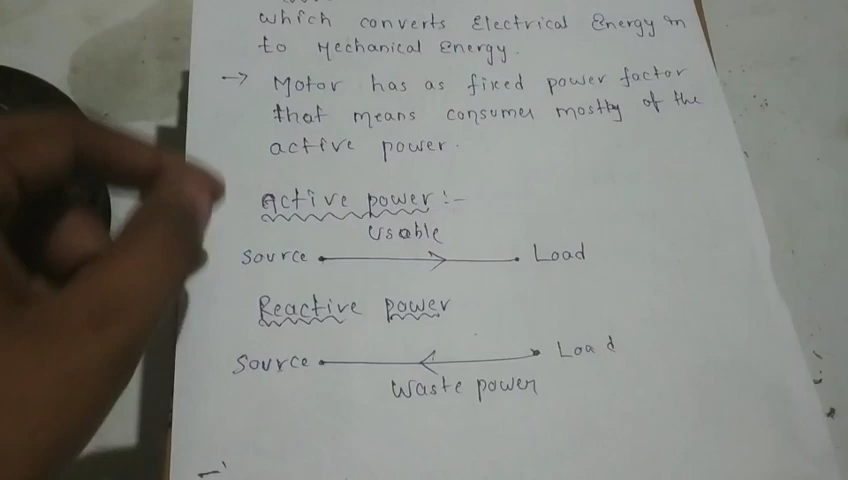 which converts Electrical Energy in
to Mechanical Energy.
→ Motor has as fixed power factor
that means consumer mostly of the
active power.
active power :-
Usable
Source Load
Reactive power
Source Load
Waste power